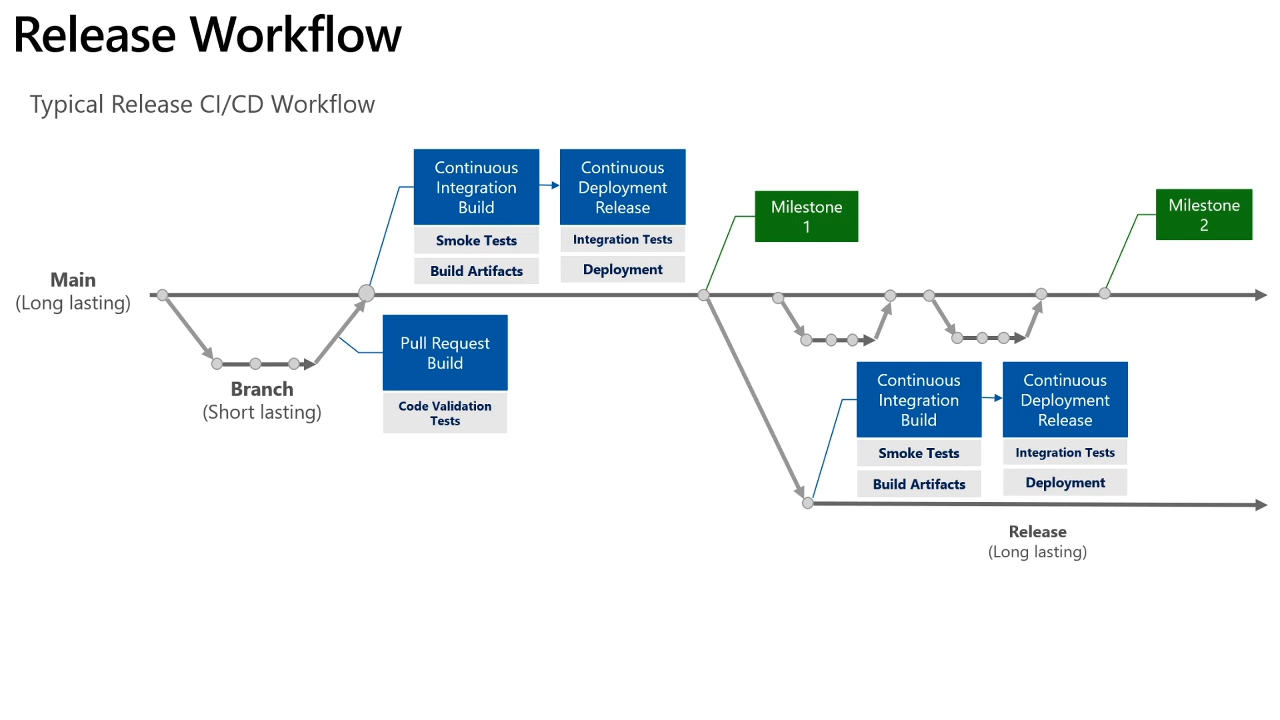 Release Workflow
Typical Release CI/CD Workflow
Continuous
Integration
Build
Smoke Tests
Build Artifacts
Continuous
Deployment
Release
Integration Tests
Deployment
Milestone
1
Milestone
2
Main
(Long lasting)
Branch
(Short lasting)
Pull Request
Build
Code Validation
Tests
Continuous
Integration
Build
Smoke Tests
Build Artifacts
Continuous
Deployment
Release
Integration Tests
Deployment
Release
(Long lasting)